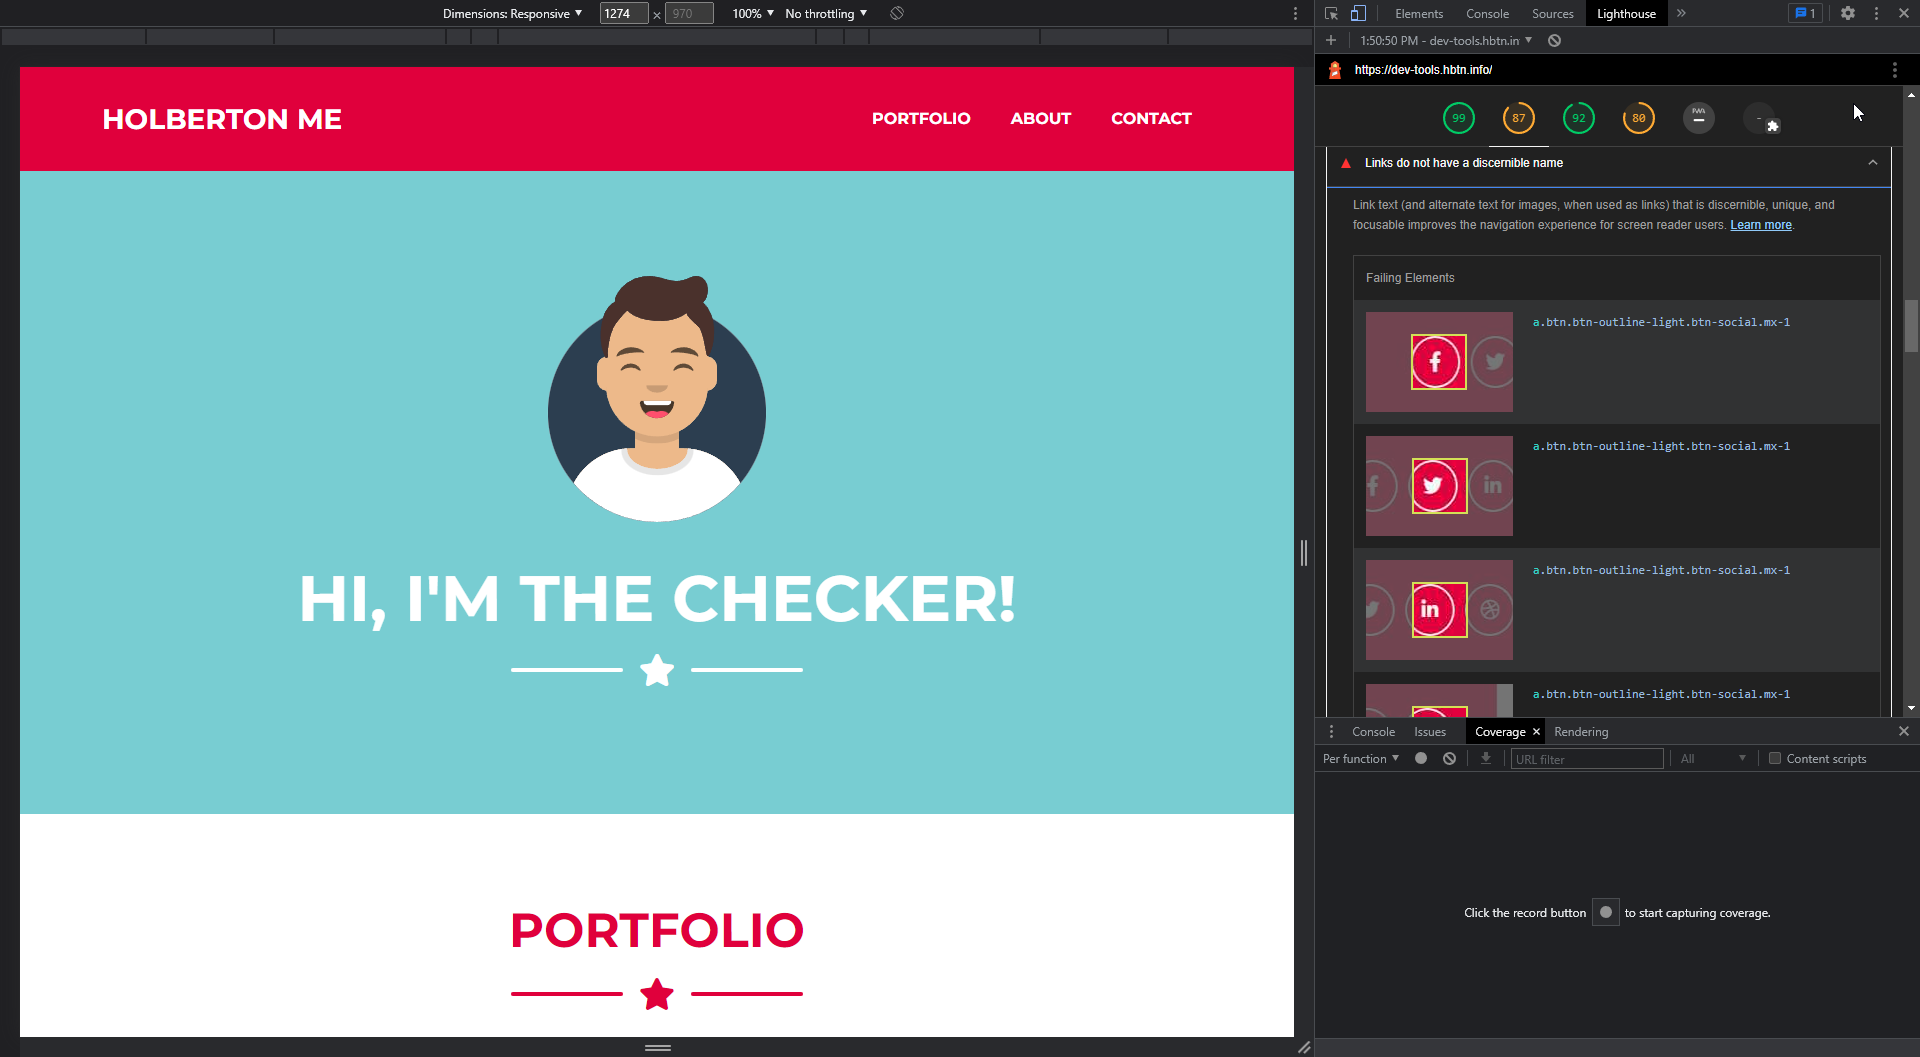 Dimensions: Responsive ▼ 1274 × 970 100% ▼ No throttling ▼
Elements Console Sources Lighthouse » 1
1:50:50 PM - dev-tools.hbtn.in ▼
https://dev-tools.hbtn.info/
99 87 92 80 PWA -
HOLBERTON ME
PORTFOLIO ABOUT CONTACT
HI, I'M THE CHECKER!
PORTFOLIO
Links do not have a discernible name
Link text (and alternate text for images, when used as links) that is discernible, unique, and
focusable improves the navigation experience for screen reader users. Learn more.
Failing Elements
a.btn.btn-outline-light.btn-social.mx-1
a.btn.btn-outline-light.btn-social.mx-1
a.btn.btn-outline-light.btn-social.mx-1
a.btn.btn-outline-light.btn-social.mx-1
Console Issues Coverage × Rendering
Per function ▼ URL filter All ▼ Content scripts
Click the record button to start capturing coverage.